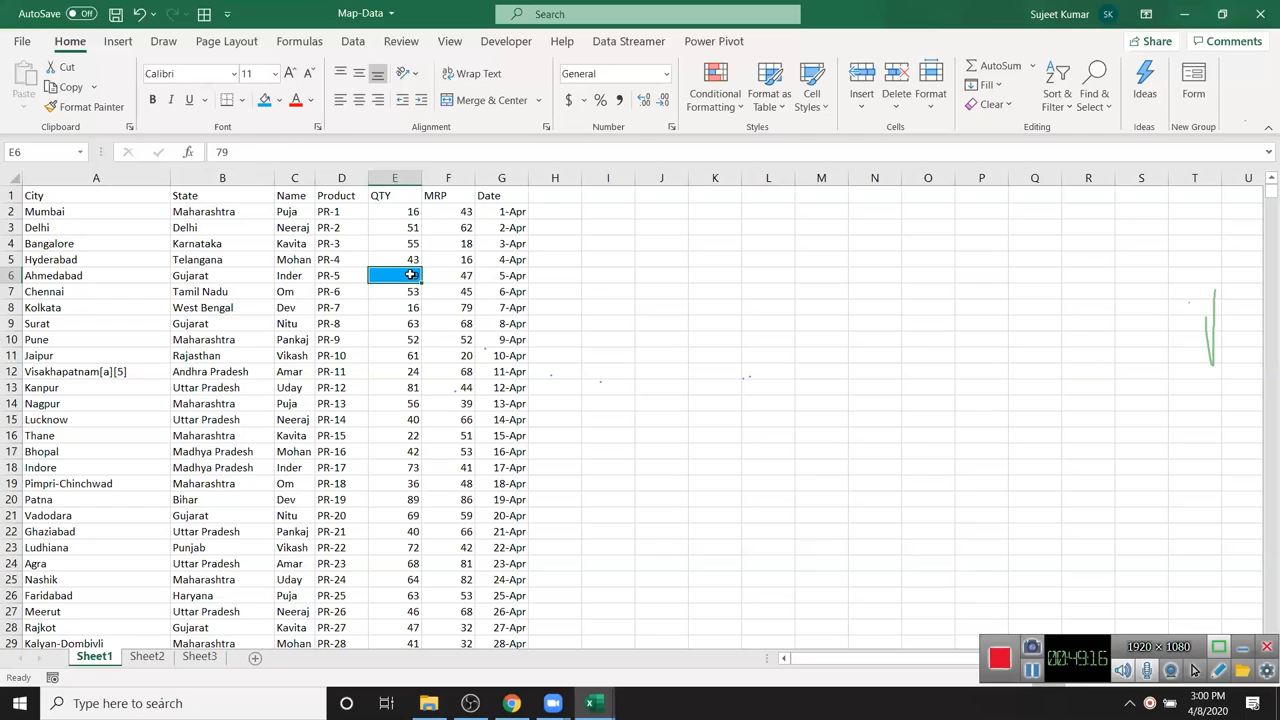 AutoSave Off Map-Data Search Sujeet Kumar SK
File Home Insert Draw Page Layout Formulas Data Review View Developer Help Data Streamer Power Pivot Share Comments
Cut Calibri 11 Wrap Text General AutoSum
Paste Copy Conditional Formatting Format as Table Cell Styles Insert Delete Format Fill Sort & Filter Find & Select Ideas Form
Format Painter B I U A Merge & Center $ % , Clear
Clipboard Font Alignment Number Styles Cells Editing Ideas New Group
E6 fx 79
A B C D E F G H I J K L M N O P Q R S T U
1 City State Name Product QTY MRP Date
2 Mumbai Maharashtra Puja PR-1 16 43 1-Apr
3 Delhi Delhi Neeraj PR-2 51 62 2-Apr
4 Bangalore Karnataka Kavita PR-3 55 18 3-Apr
5 Hyderabad Telangana Mohan PR-4 43 16 4-Apr
6 Ahmedabad Gujarat Inder PR-5 47 5-Apr
7 Chennai Tamil Nadu Om PR-6 53 45 6-Apr
8 Kolkata West Bengal Dev PR-7 16 79 7-Apr
9 Surat Gujarat Nitu PR-8 63 68 8-Apr
10 Pune Maharashtra Pankaj PR-9 52 52 9-Apr
11 Jaipur Rajasthan Vikash PR-10 61 20 10-Apr
12 Visakhapatnam[a][5] Andhra Pradesh Amar PR-11 24 68 11-Apr
13 Kanpur Uttar Pradesh Uday PR-12 81 44 12-Apr
14 Nagpur Maharashtra Puja PR-13 56 39 13-Apr
15 Lucknow Uttar Pradesh Neeraj PR-14 40 66 14-Apr
16 Thane Maharashtra Kavita PR-15 22 51 15-Apr
17 Bhopal Madhya Pradesh Mohan PR-16 42 53 16-Apr
18 Indore Madhya Pradesh Inder PR-17 73 41 17-Apr
19 Pimpri-Chinchwad Maharashtra Om PR-18 36 48 18-Apr
20 Patna Bihar Dev PR-19 89 86 19-Apr
21 Vadodara Gujarat Nitu PR-20 69 59 20-Apr
22 Ghaziabad Uttar Pradesh Pankaj PR-21 40 66 21-Apr
23 Ludhiana Punjab Vikash PR-22 72 42 22-Apr
24 Agra Uttar Pradesh Amar PR-23 68 81 23-Apr
25 Nashik Maharashtra Uday PR-24 64 82 24-Apr
26 Faridabad Haryana Puja PR-25 63 53 25-Apr
27 Meerut Uttar Pradesh Neeraj PR-26 46 68 26-Apr
28 Rajkot Gujarat Kavita PR-27 47 32 27-Apr
29 Kalyan-Dombivli Maharashtra Mohan PR-28 41 32 28-Apr
Sheet1 Sheet2 Sheet3
00:49:16 1920 × 1080
Ready
Type here to search 3:00 PM
4/8/2020